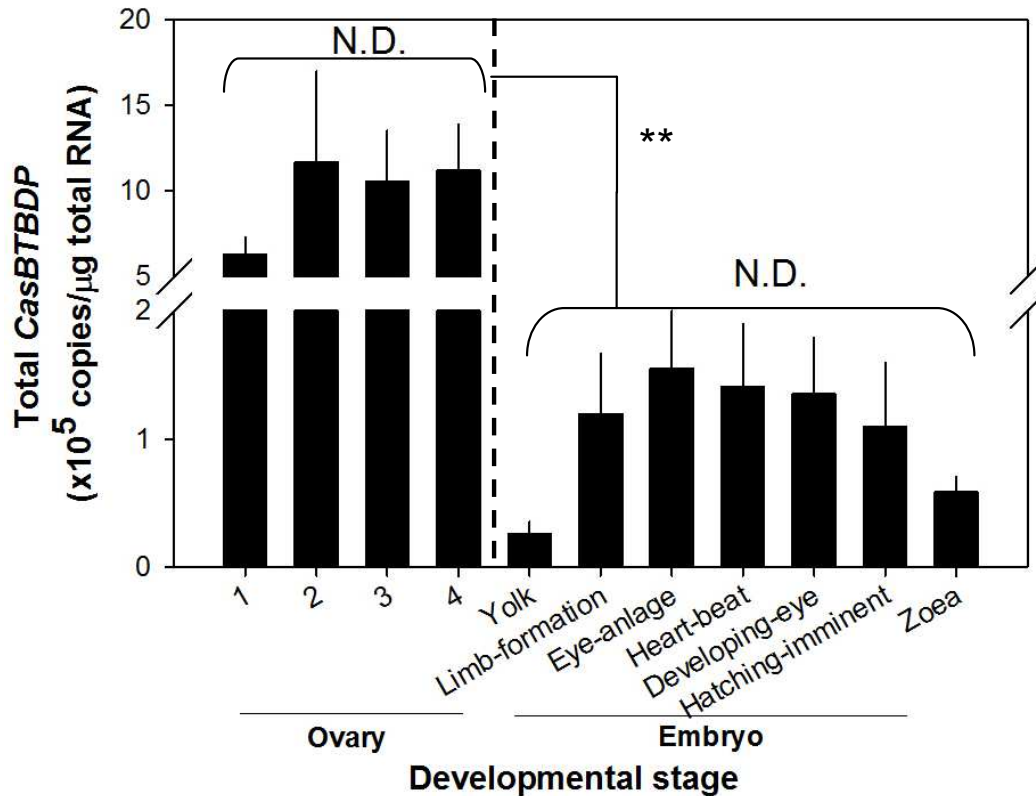 Total CasBTBDP
(x10⁵ copies/µg total RNA)
20
15
10
5
2
1
0
N.D.
**
N.D.
1
2
3
4
Yolk
Limb-formation
Eye-anlage
Heart-beat
Developing-eye
Hatching-imminent
Zoea
Ovary
Embryo
Developmental stage